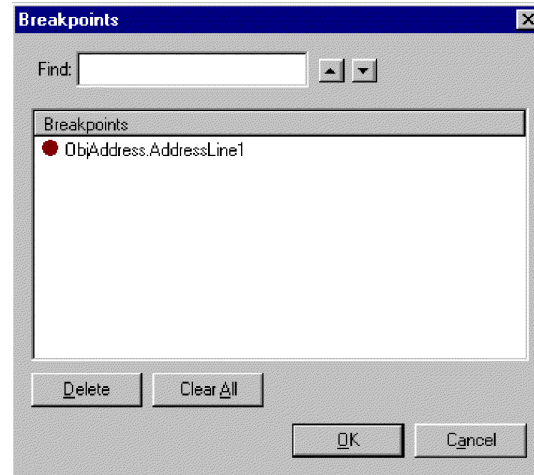 Breakpoints
Find:
Breakpoints
ObjAddress.AddressLine1
Delete Clear All
OK Cancel